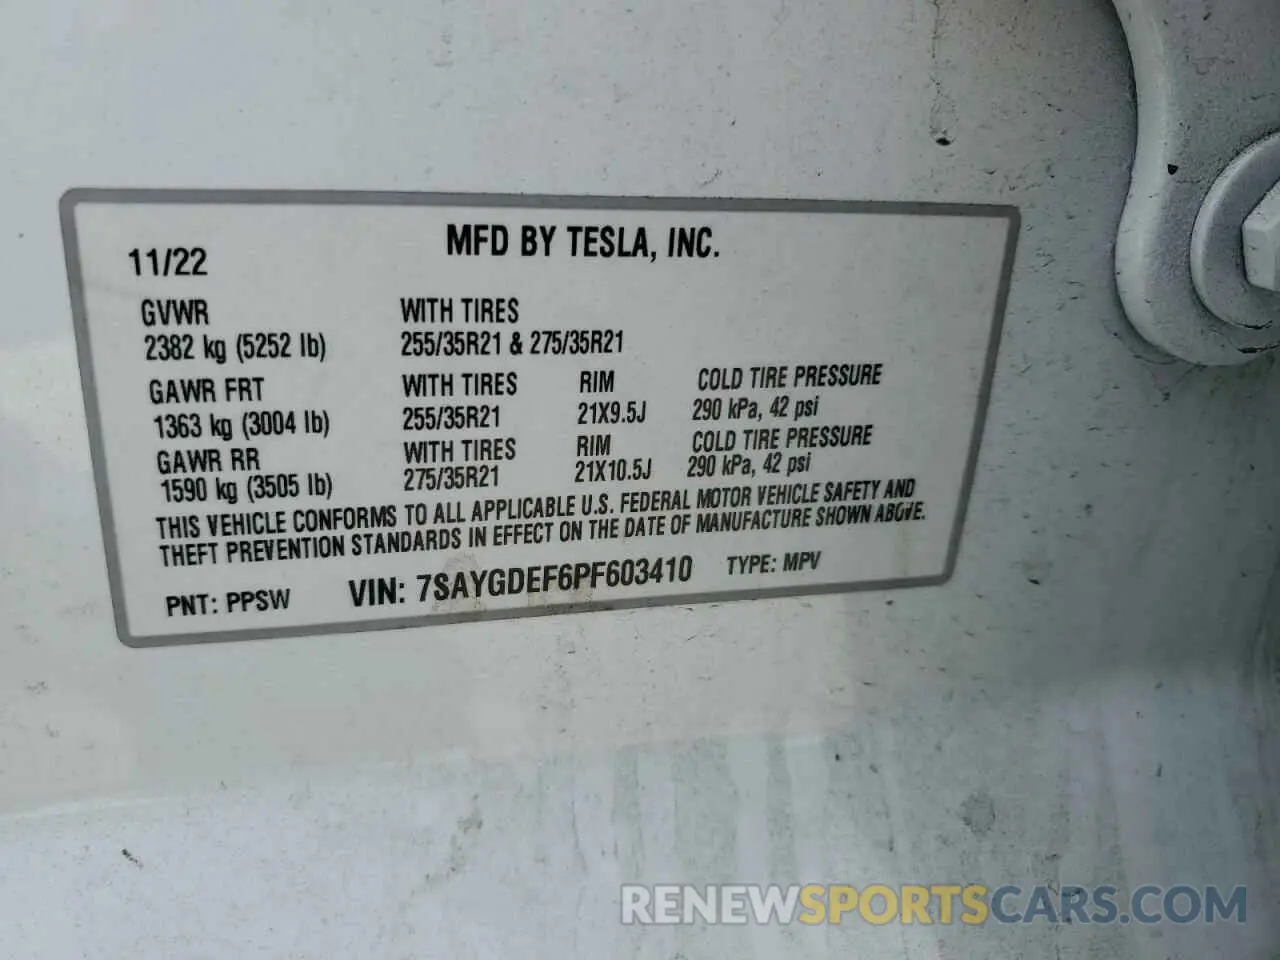 MFD BY TESLA, INC.
11/22
GVWR WITH TIRES
2382 kg (5252 lb) 255/35R21 & 275/35R21
GAWR FRT WITH TIRES RIM COLD TIRE PRESSURE
1363 kg (3004 lb) 255/35R21 21X9.5J 290 kPa, 42 psi
GAWR RR WITH TIRES RIM COLD TIRE PRESSURE
1590 kg (3505 lb) 275/35R21 21X10.5J 290 kPa, 42 psi
THIS VEHICLE CONFORMS TO ALL APPLICABLE U.S. FEDERAL MOTOR VEHICLE SAFETY AND
THEFT PREVENTION STANDARDS IN EFFECT ON THE DATE OF MANUFACTURE SHOWN ABOVE.
PNT: PPSW VIN: 7SAYGDEF6PF603410 TYPE: MPV
RENEWSPORTSCARS.COM